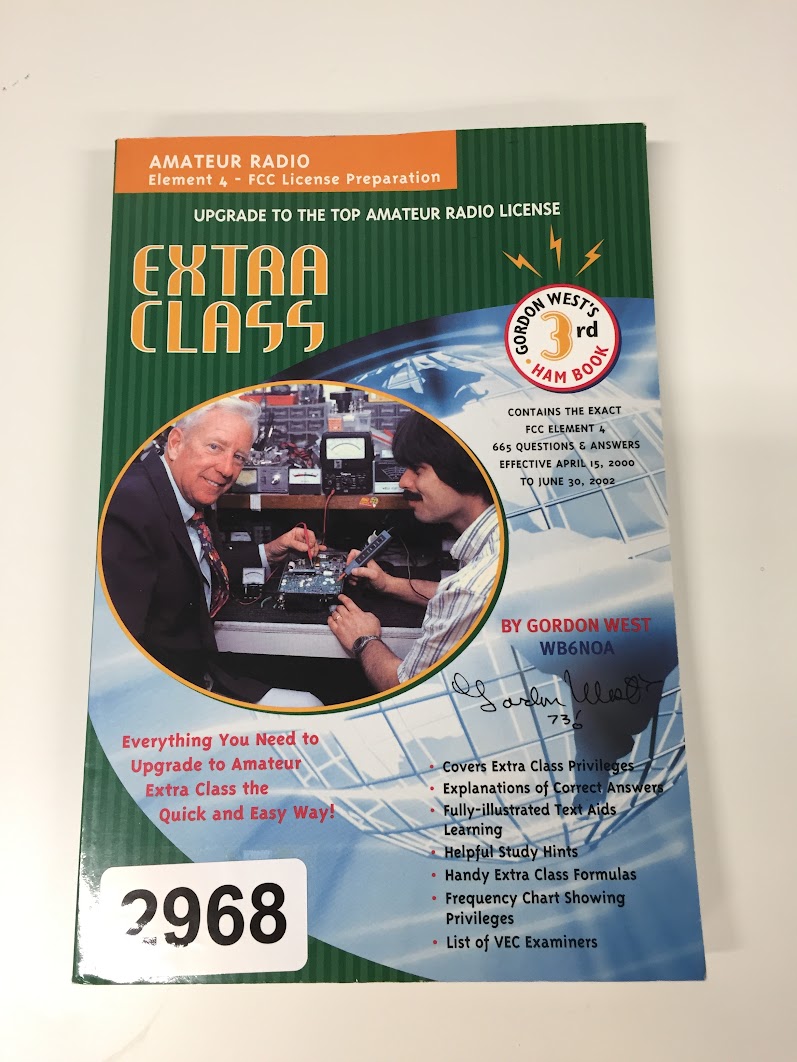 AMATEUR RADIO
Element 4 - FCC License Preparation
UPGRADE TO THE TOP AMATEUR RADIO LICENSE
EXTRA
CLASS
GORDON WEST'S
3rd
• HAM BOOK •
CONTAINS THE EXACT
FCC ELEMENT 4
665 QUESTIONS & ANSWERS
EFFECTIVE APRIL 15, 2000
TO JUNE 30, 2002
BY GORDON WEST
WB6NOA
Gordon West
73
Everything You Need to
Upgrade to Amateur
Extra Class the
Quick and Easy Way!
• Covers Extra Class Privileges
• Explanations of Correct Answers
• Fully-illustrated Text Aids
Learning
• Helpful Study Hints
• Handy Extra Class Formulas
• Frequency Chart Showing
Privileges
• List of VEC Examiners
2968